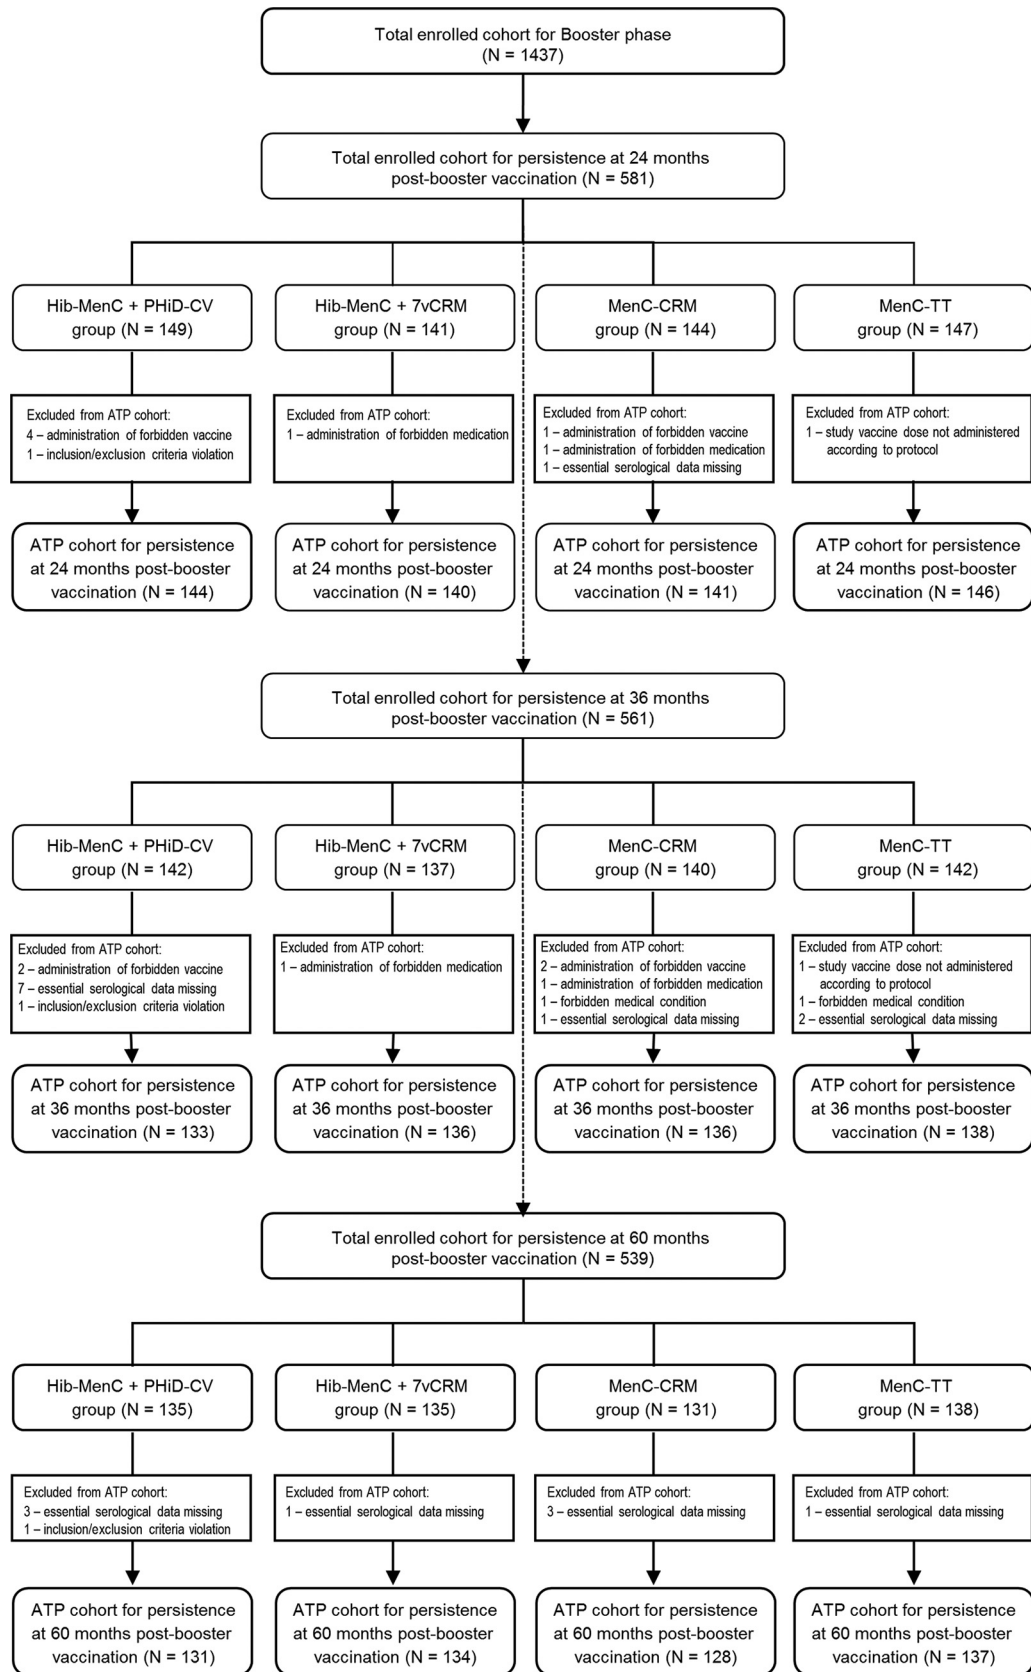 Total enrolled cohort for Booster phase
(N = 1437)
Total enrolled cohort for persistence at 24 months
post-booster vaccination (N = 581)
Hib-MenC + PHiD-CV
group (N = 149)
Hib-MenC + 7vCRM
group (N = 141)
MenC-CRM
group (N = 144)
MenC-TT
group (N = 147)
Excluded from ATP cohort:
4 – administration of forbidden vaccine
1 – inclusion/exclusion criteria violation
Excluded from ATP cohort:
1 – administration of forbidden medication
Excluded from ATP cohort:
1 – administration of forbidden vaccine
1 – administration of forbidden medication
1 – essential serological data missing
Excluded from ATP cohort:
1 – study vaccine dose not administered
according to protocol
ATP cohort for persistence
at 24 months post-booster
vaccination (N = 144)
ATP cohort for persistence
at 24 months post-booster
vaccination (N = 140)
ATP cohort for persistence
at 24 months post-booster
vaccination (N = 141)
ATP cohort for persistence
at 24 months post-booster
vaccination (N = 146)
Total enrolled cohort for persistence at 36 months
post-booster vaccination (N = 561)
Hib-MenC + PHiD-CV
group (N = 142)
Hib-MenC + 7vCRM
group (N = 137)
MenC-CRM
group (N = 140)
MenC-TT
group (N = 142)
Excluded from ATP cohort:
2 – administration of forbidden vaccine
7 – essential serological data missing
1 – inclusion/exclusion criteria violation
Excluded from ATP cohort:
1 – administration of forbidden medication
Excluded from ATP cohort:
2 – administration of forbidden vaccine
1 – administration of forbidden medication
1 – forbidden medical condition
1 – essential serological data missing
Excluded from ATP cohort:
1 – study vaccine dose not administered
according to protocol
1 – forbidden medical condition
2 – essential serological data missing
ATP cohort for persistence
at 36 months post-booster
vaccination (N = 133)
ATP cohort for persistence
at 36 months post-booster
vaccination (N = 136)
ATP cohort for persistence
at 36 months post-booster
vaccination (N = 136)
ATP cohort for persistence
at 36 months post-booster
vaccination (N = 138)
Total enrolled cohort for persistence at 60 months
post-booster vaccination (N = 539)
Hib-MenC + PHiD-CV
group (N = 135)
Hib-MenC + 7vCRM
group (N = 135)
MenC-CRM
group (N = 131)
MenC-TT
group (N = 138)
Excluded from ATP cohort:
3 – essential serological data missing
1 – inclusion/exclusion criteria violation
Excluded from ATP cohort:
1 – essential serological data missing
Excluded from ATP cohort:
3 – essential serological data missing
Excluded from ATP cohort:
1 – essential serological data missing
ATP cohort for persistence
at 60 months post-booster
vaccination (N = 131)
ATP cohort for persistence
at 60 months post-booster
vaccination (N = 134)
ATP cohort for persistence
at 60 months post-booster
vaccination (N = 128)
ATP cohort for persistence
at 60 months post-booster
vaccination (N = 137)